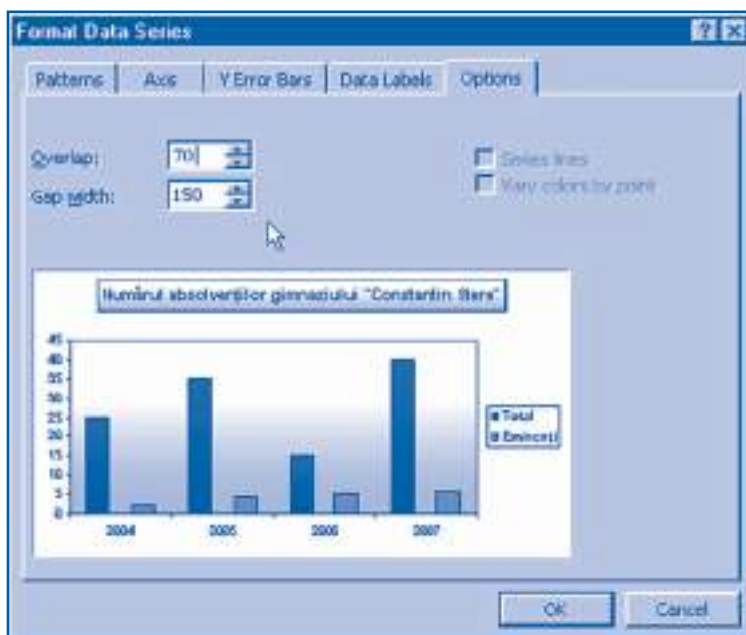 Format Data Series
Patterns Axis Y Error Bars Data Labels Options
Overlap: 70
Series lines
Gap width: 150
Vary colors by point
Numărul absolvenților gimnaziului "Constantin Stere"
45
40
35
30
25
20
15
10
5
0
2004 2005 2006 2007
Total
Eminenți
OK Cancel